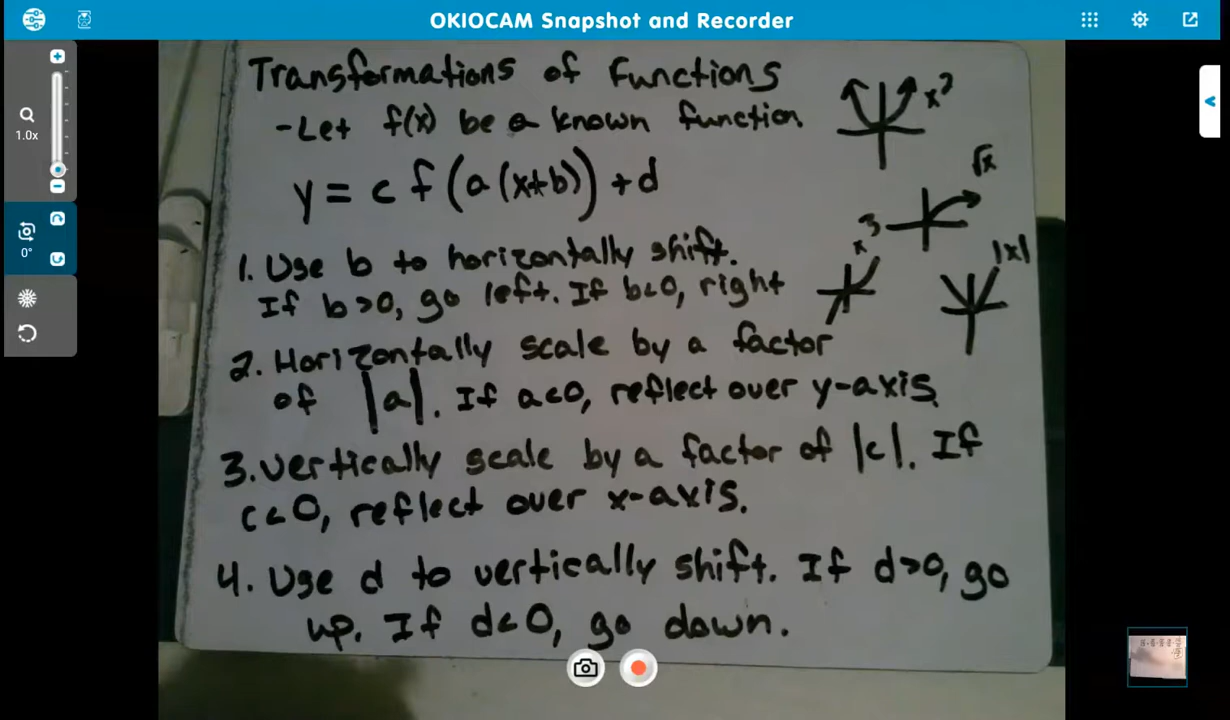 OKIOCAM Snapshot and Recorder
1.0x
0°
Transformations of Functions
-Let f(x) be a known function
y = c f(a(x+b)) + d
1. Use b to horizontally shift.
If b>0, go left. If b<0, right
2. Horizontally scale by a factor
of |a|. If a<0, reflect over y-axis.
3. Vertically scale by a factor of |c|. If
c<0, reflect over x-axis.
4. Use d to vertically shift. If d>0, go
up. If d<0, go down.
x²
√x
x³
|x|